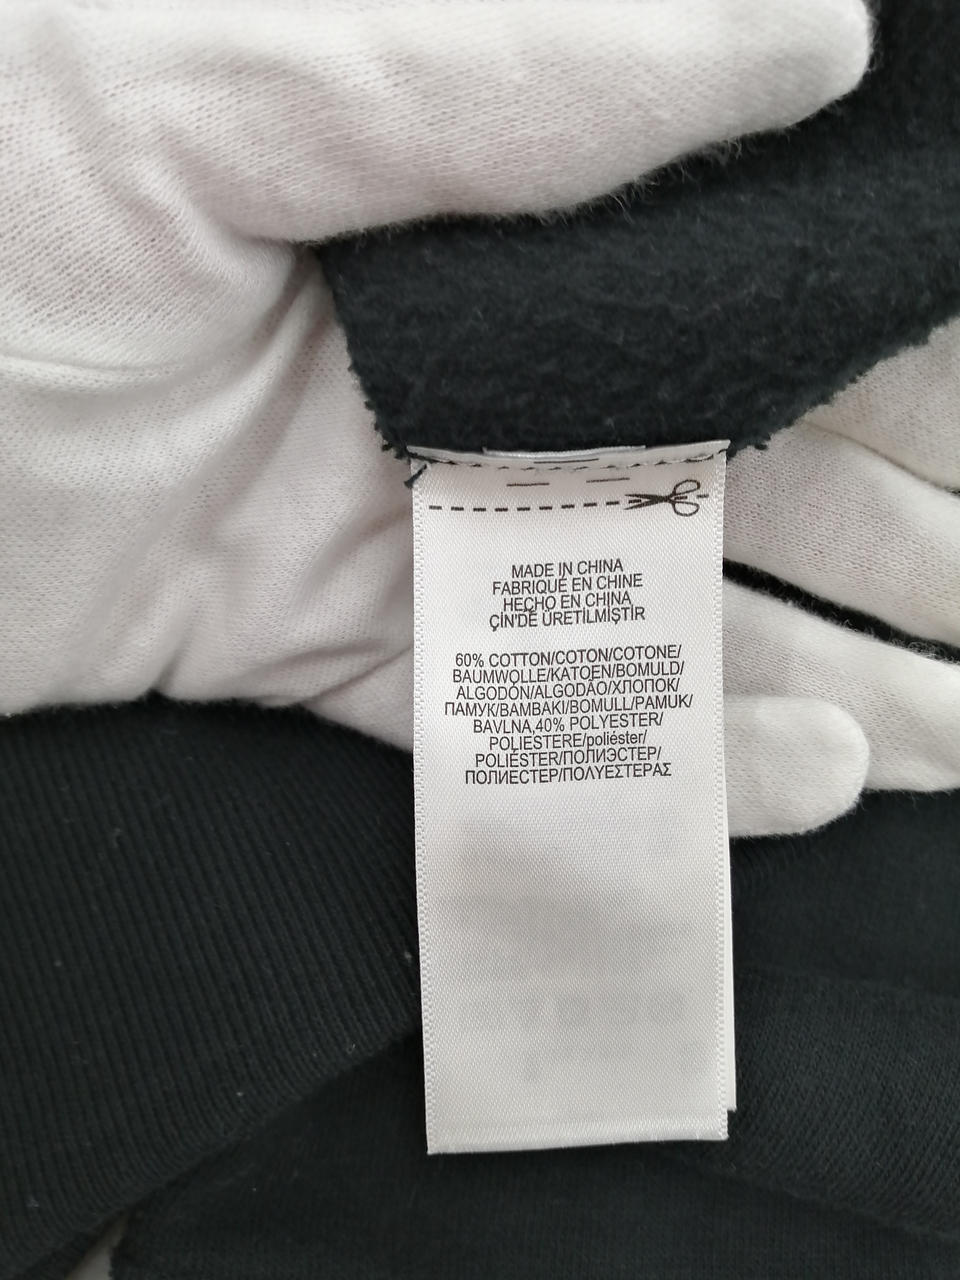 MADE IN CHINA
FABRIQUÉ EN CHINE
HECHO EN CHINA
ÇİN'DE ÜRETİLMİŞTİR
60% COTTON/COTON/COTONE/
BAUMWOLLE/KATOEN/BOMULD/
ALGODÓN/ALGODÃO/ХЛОПОК/
ПАМУК/ΒΑΜΒΑΚΙ/BOMULL/PAMUK/
BAVLNA,40% POLYESTER/
POLIESTERE/poliéster/
POLIÉSTER/ПОЛИЭСТЕР/
ПОЛИЕСТЕР/ΠΟΛΥΕΣΤΕΡΑΣ